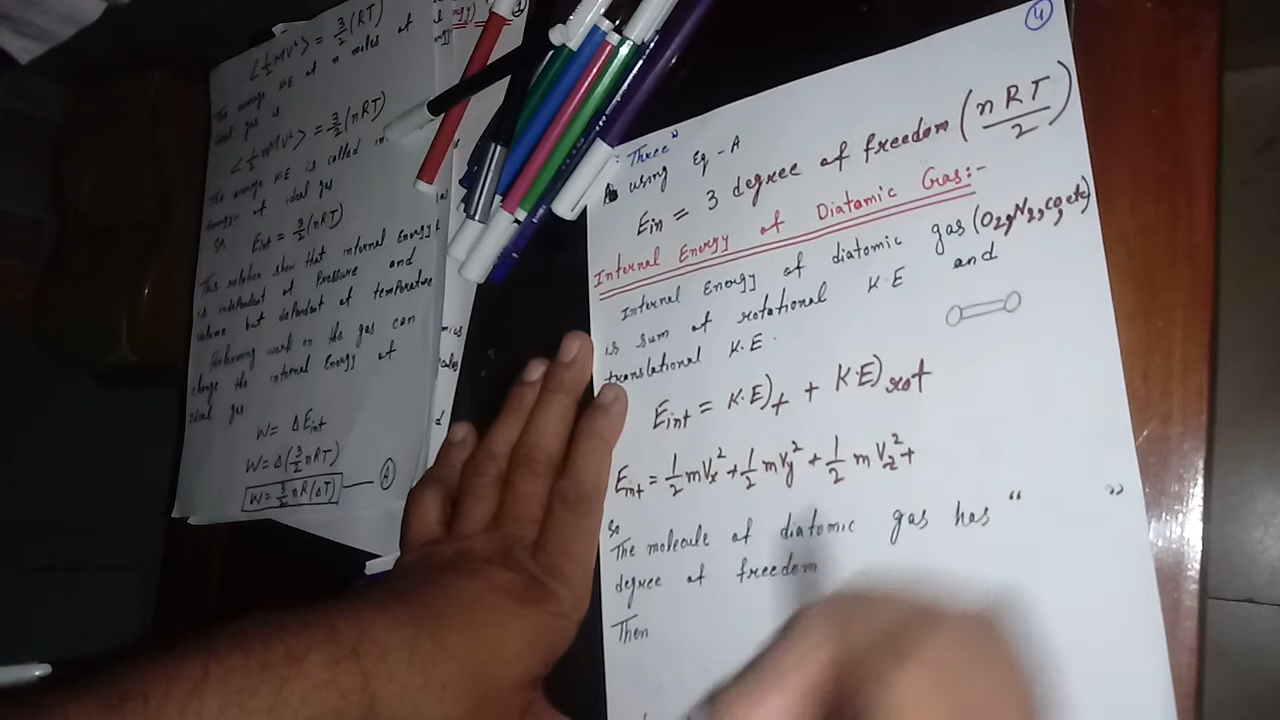 <½MV²> = 3/2(RT)
The average K.E of n moles of
ideal gas is
<½nMV²> = 3/2(nRT)
The average K.E is called in
energy of ideal gas
So
Eint = 3/2(nRT)
This relation show that internal Energy
is independent of Pressure and
volume but dependent of temperature
Performing work on the gas can
change the internal Energy of
ideal gas
W = ΔEint
W = Δ(3/2 nRT)
W = 3/2 nR(ΔT) — A
4
: Three"
using Eq - A
Ein = 3 degree of freedom (nRT/2)
Internal Energy of Diatamic Gas:-
Internal Energy of diatomic gas (O2, N2, CO, etc)
is sum of rotational K.E and
translational K.E.
Eint = K.E)t + K.E)rot
Eint = ½mVx² + ½mVy² + ½mVz² +
So
The molecule of diatomic gas has “ ”
degree of freedom
Then